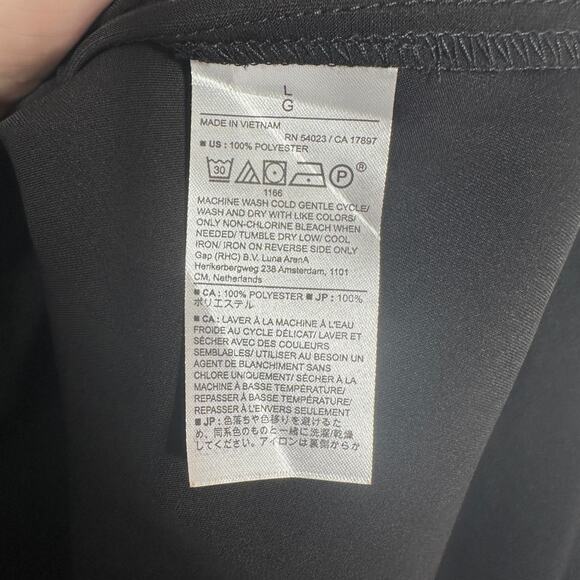 L
G
MADE IN VIETNAM RN 54023 / CA 17897
■ US : 100% POLYESTER
30 P ®
1166
MACHINE WASH COLD GENTLE CYCLE/
WASH AND DRY WITH LIKE COLORS/
ONLY NON-CHLORINE BLEACH WHEN
NEEDED/ TUMBLE DRY LOW/ COOL
IRON/ IRON ON REVERSE SIDE ONLY
Gap (RHC) B.V. Luna ArenA
Herikerbergweg 238 Amsterdam, 1101
CM, Netherlands
■ CA : 100% POLYESTER ■ JP : 100%
ポリエステル
■ CA : LAVER À LA MACHINE À L'EAU
FROIDE AU CYCLE DÉLICAT/ LAVER ET
SÉCHER AVEC DES COULEURS
SEMBLABLES/ UTILISER AU BESOIN UN
AGENT DE BLANCHIMENT SANS
CHLORE UNIQUEMENT/ SÉCHER À LA
MACHINE À BASSE TEMPÉRATURE/
REPASSER À BASSE TEMPÉRATURE/
REPASSER À L'ENVERS SEULEMENT
■ JP : 色落ちや色移りを避けるた
め、同系色のものと一緒に洗濯/乾燥
してください。アイロンは裏側からか